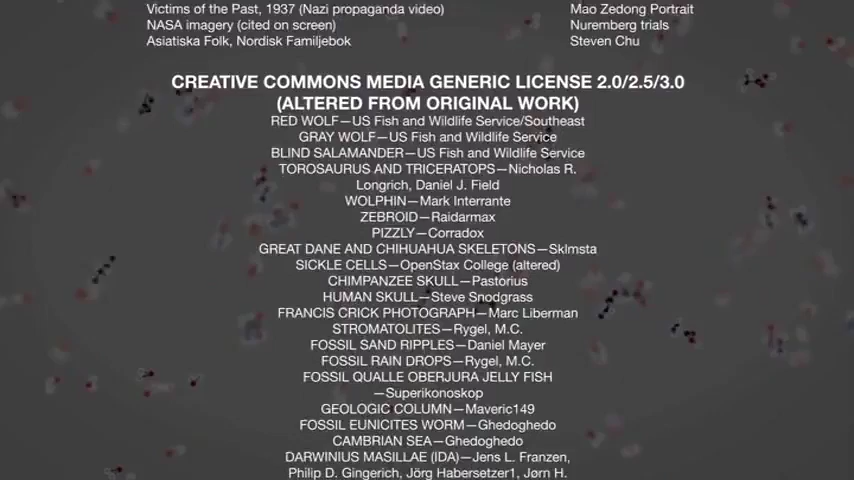 Victims of the Past, 1937 (Nazi propaganda video)
NASA imagery (cited on screen)
Asiatiska Folk, Nordisk Familjebok
Mao Zedong Portrait
Nuremberg trials
Steven Chu
CREATIVE COMMONS MEDIA GENERIC LICENSE 2.0/2.5/3.0
(ALTERED FROM ORIGINAL WORK)
RED WOLF—US Fish and Wildlife Service/Southeast
GRAY WOLF—US Fish and Wildlife Service
BLIND SALAMANDER—US Fish and Wildlife Service
TOROSAURUS AND TRICERATOPS—Nicholas R.
Longrich, Daniel J. Field
WOLPHIN—Mark Interrante
ZEBROID—Raidarmax
PIZZLY—Corradox
GREAT DANE AND CHIHUAHUA SKELETONS—Sklmsta
SICKLE CELLS—OpenStax College (altered)
CHIMPANZEE SKULL—Pastorius
HUMAN SKULL—Steve Snodgrass
FRANCIS CRICK PHOTOGRAPH—Marc Liberman
STROMATOLITES—Rygel, M.C.
FOSSIL SAND RIPPLES—Daniel Mayer
FOSSIL RAIN DROPS—Rygel, M.C.
FOSSIL QUALLE OBERJURA JELLY FISH
—Superikonoskop
GEOLOGIC COLUMN—Maveric149
FOSSIL EUNICITES WORM—Ghedoghedo
CAMBRIAN SEA—Ghedoghedo
DARWINIUS MASILLAE (IDA)—Jens L. Franzen,
Philip D. Gingerich, Jörg Habersetzer1, Jørn H.